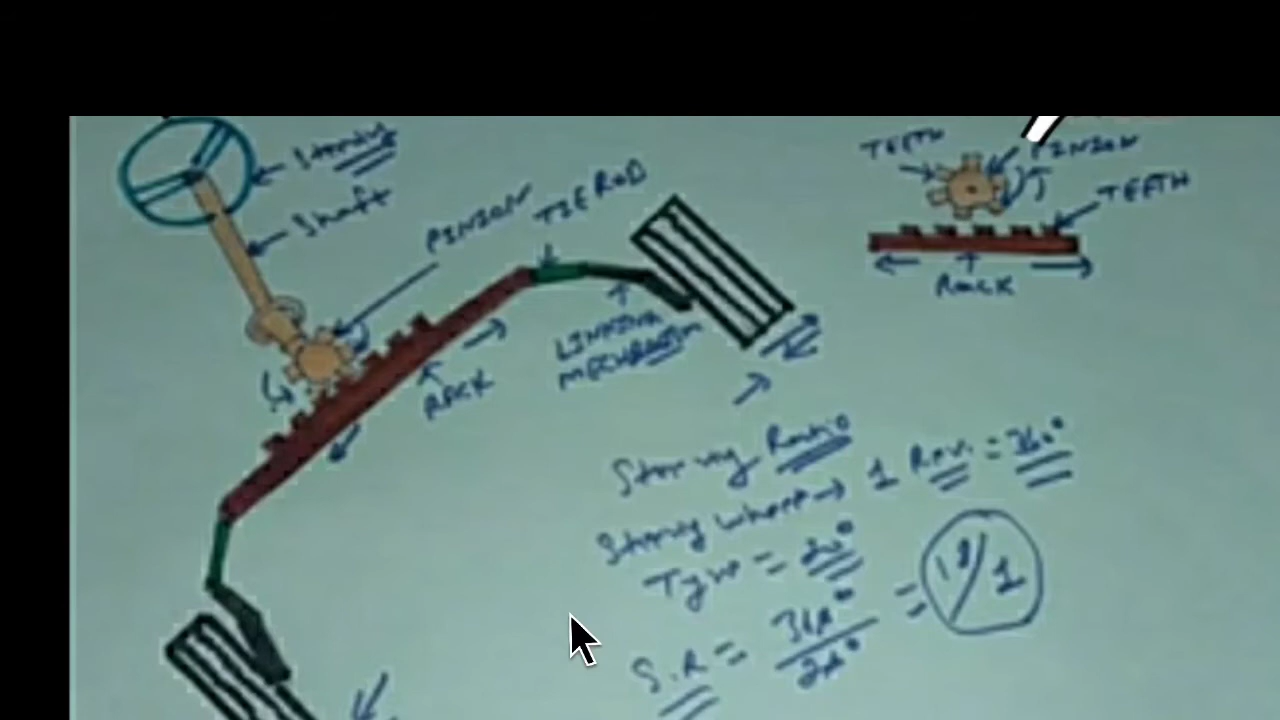 Steering
Shaft
PINION
TIE ROD
RACK
LINKING
MECHANISM
TEETH
PINION
TEETH
RACK
Steering Ratio
Steering wheel → 1 Rev. = 360°
Tyre = 20°
S.R = 360° / 20° = 18/1